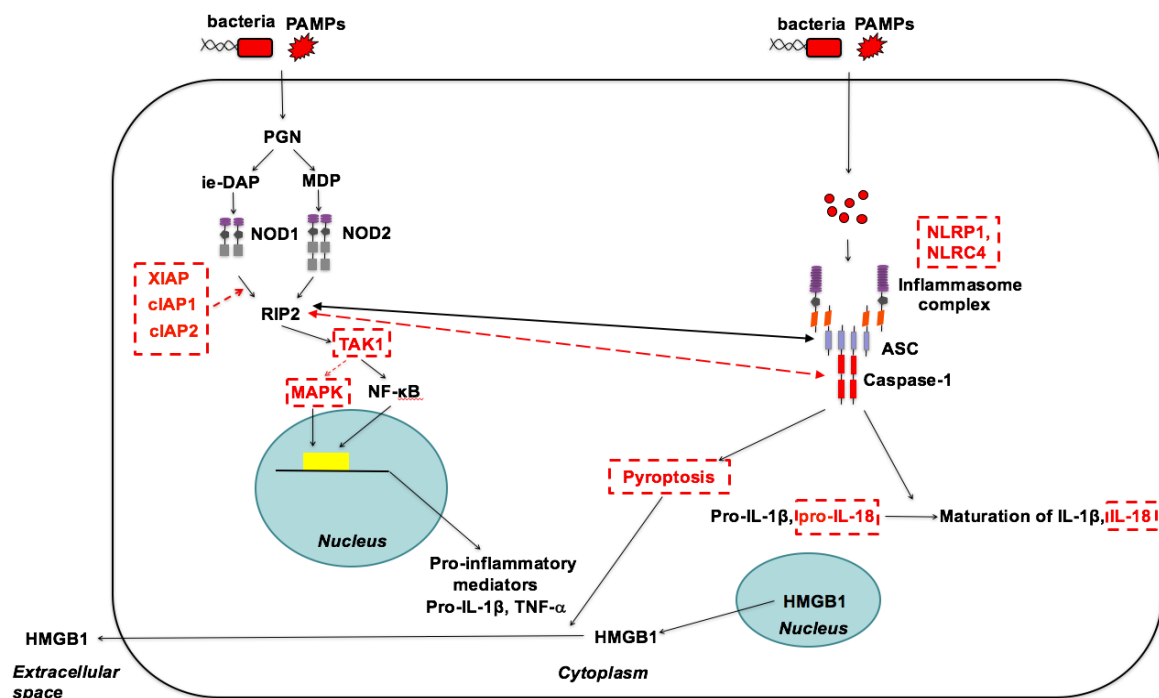 bacteria PAMPs
bacteria PAMPs
PGN
ie-DAP
MDP
NOD1
NOD2
XIAP
cIAP1
cIAP2
RIP2
TAK1
MAPK
NF-κB
Nucleus
Pro-inflammatory
mediators
Pro-IL-1β, TNF-α
NLRP1,
NLRC4
Inflammasome
complex
ASC
Caspase-1
Pyroptosis
Pro-IL-1β, pro-IL-18
Maturation of IL-1β, IL-18
HMGB1
Nucleus
HMGB1
HMGB1
Extracellular
space
Cytoplasm